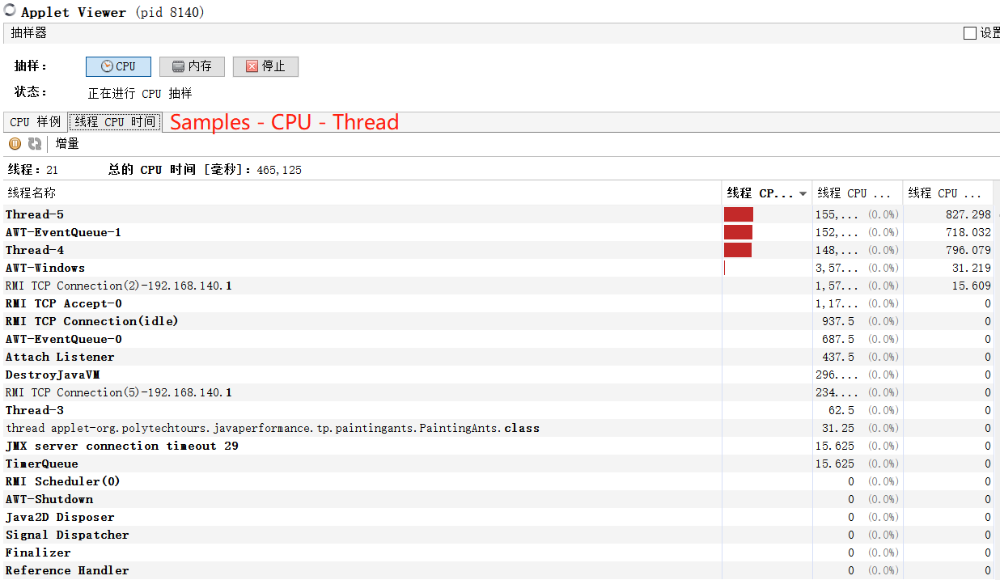 Applet Viewer (pid 8140)
抽样器 设置
抽样： CPU 内存 停止
状态： 正在进行 CPU 抽样
CPU 样例 线程 CPU 时间 Samples - CPU - Thread
增量
线程：21 总的 CPU 时间 [毫秒]：465,125
线程名称 线程 CP... 线程 CPU ... 线程 CPU ...
Thread-5 155,... (0.0%) 827.298
AWT-EventQueue-1 152,... (0.0%) 718.032
Thread-4 148,... (0.0%) 796.079
AWT-Windows 3,57... (0.0%) 31.219
RMI TCP Connection(2)-192.168.140.1 1,57... (0.0%) 15.609
RMI TCP Accept-0 1,17... (0.0%) 0
RMI TCP Connection(idle) 937.5 (0.0%) 0
AWT-EventQueue-0 687.5 (0.0%) 0
Attach Listener 437.5 (0.0%) 0
DestroyJavaVM 296.... (0.0%) 0
RMI TCP Connection(5)-192.168.140.1 234.... (0.0%) 0
Thread-3 62.5 (0.0%) 0
thread applet-org.polytechtours.javaperformance.tp.paintingants.PaintingAnts.class 31.25 (0.0%) 0
JMX server connection timeout 29 15.625 (0.0%) 0
TimerQueue 15.625 (0.0%) 0
RMI Scheduler(0) 0 (0.0%) 0
AWT-Shutdown 0 (0.0%) 0
Java2D Disposer 0 (0.0%) 0
Signal Dispatcher 0 (0.0%) 0
Finalizer 0 (0.0%) 0
Reference Handler 0 (0.0%) 0